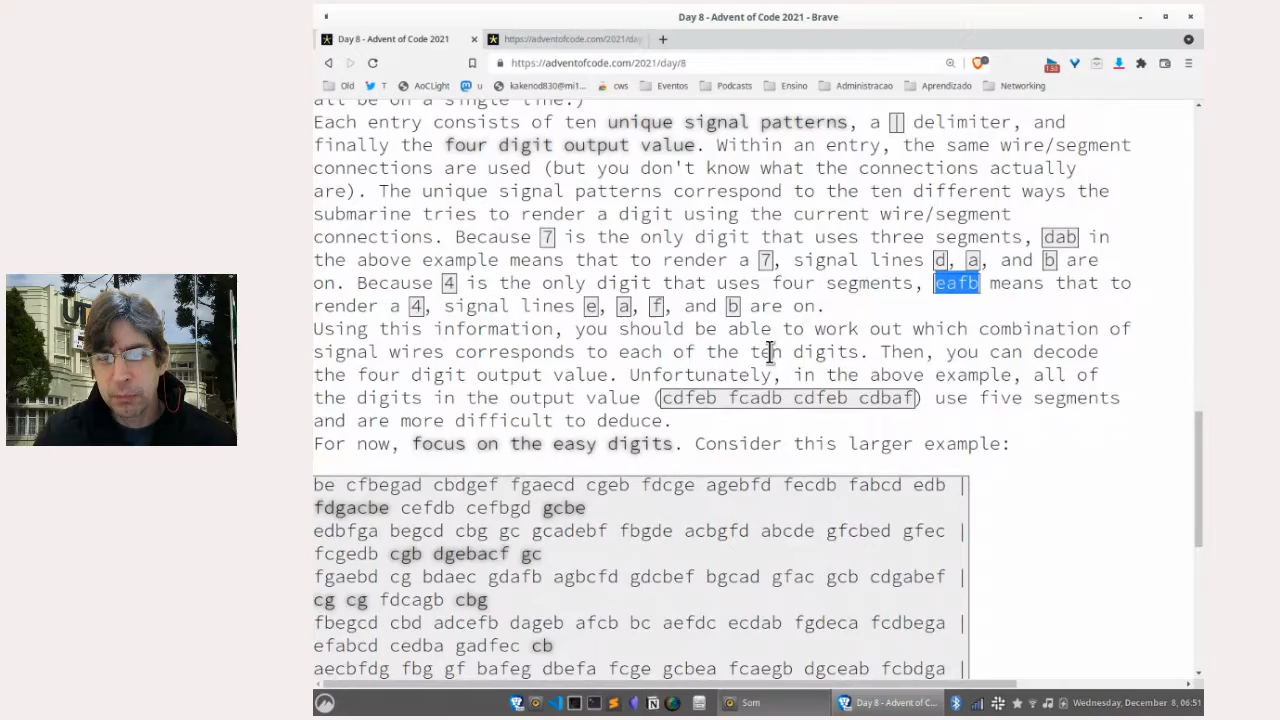 Day 8 - Advent of Code 2021 - Brave
Day 8 - Advent of Code 2021
https://adventofcode.com/2021/day
https://adventofcode.com/2021/day/8
Old T AoCLight u kakenod830@mi1... cws Eventos Podcasts Ensino Administracao Aprendizado Networking
all be on a single line.)
Each entry consists of ten unique signal patterns, a | delimiter, and
finally the four digit output value. Within an entry, the same wire/segment
connections are used (but you don't know what the connections actually
are). The unique signal patterns correspond to the ten different ways the
submarine tries to render a digit using the current wire/segment
connections. Because 7 is the only digit that uses three segments, dab in
the above example means that to render a 7, signal lines d, a, and b are
on. Because 4 is the only digit that uses four segments, eafb means that to
render a 4, signal lines e, a, f, and b are on.
Using this information, you should be able to work out which combination of
signal wires corresponds to each of the ten digits. Then, you can decode
the four digit output value. Unfortunately, in the above example, all of
the digits in the output value (cdfeb fcadb cdfeb cdbaf) use five segments
and are more difficult to deduce.
For now, focus on the easy digits. Consider this larger example:
be cfbegad cbdgef fgaecd cgeb fdcge agebfd fecdb fabcd edb |
fdgacbe cefdb cefbgd gcbe
edbfga begcd cbg gc gcadebf fbgde acbgfd abcde gfcbed gfec |
fcgedb cgb dgebacf gc
fgaebd cg bdaec gdafb agbcfd gdcbef bgcad gfac gcb cdgabef |
cg cg fdcagb cbg
fbegcd cbd adcefb dageb afcb bc aefdc ecdab fgdeca fcdbega |
efabcd cedba gadfec cb
aecbfdg fbg gf bafeg dbefa fcge gcbea fcaegb dgceab fcbdga |
Som
Day 8 - Advent of C...
Wednesday, December 8, 06:51